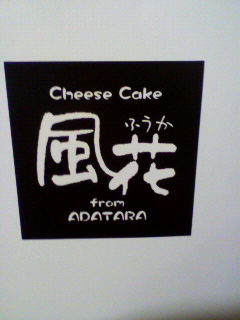 Cheese Cake
ふうか
風花
from
ADATARA